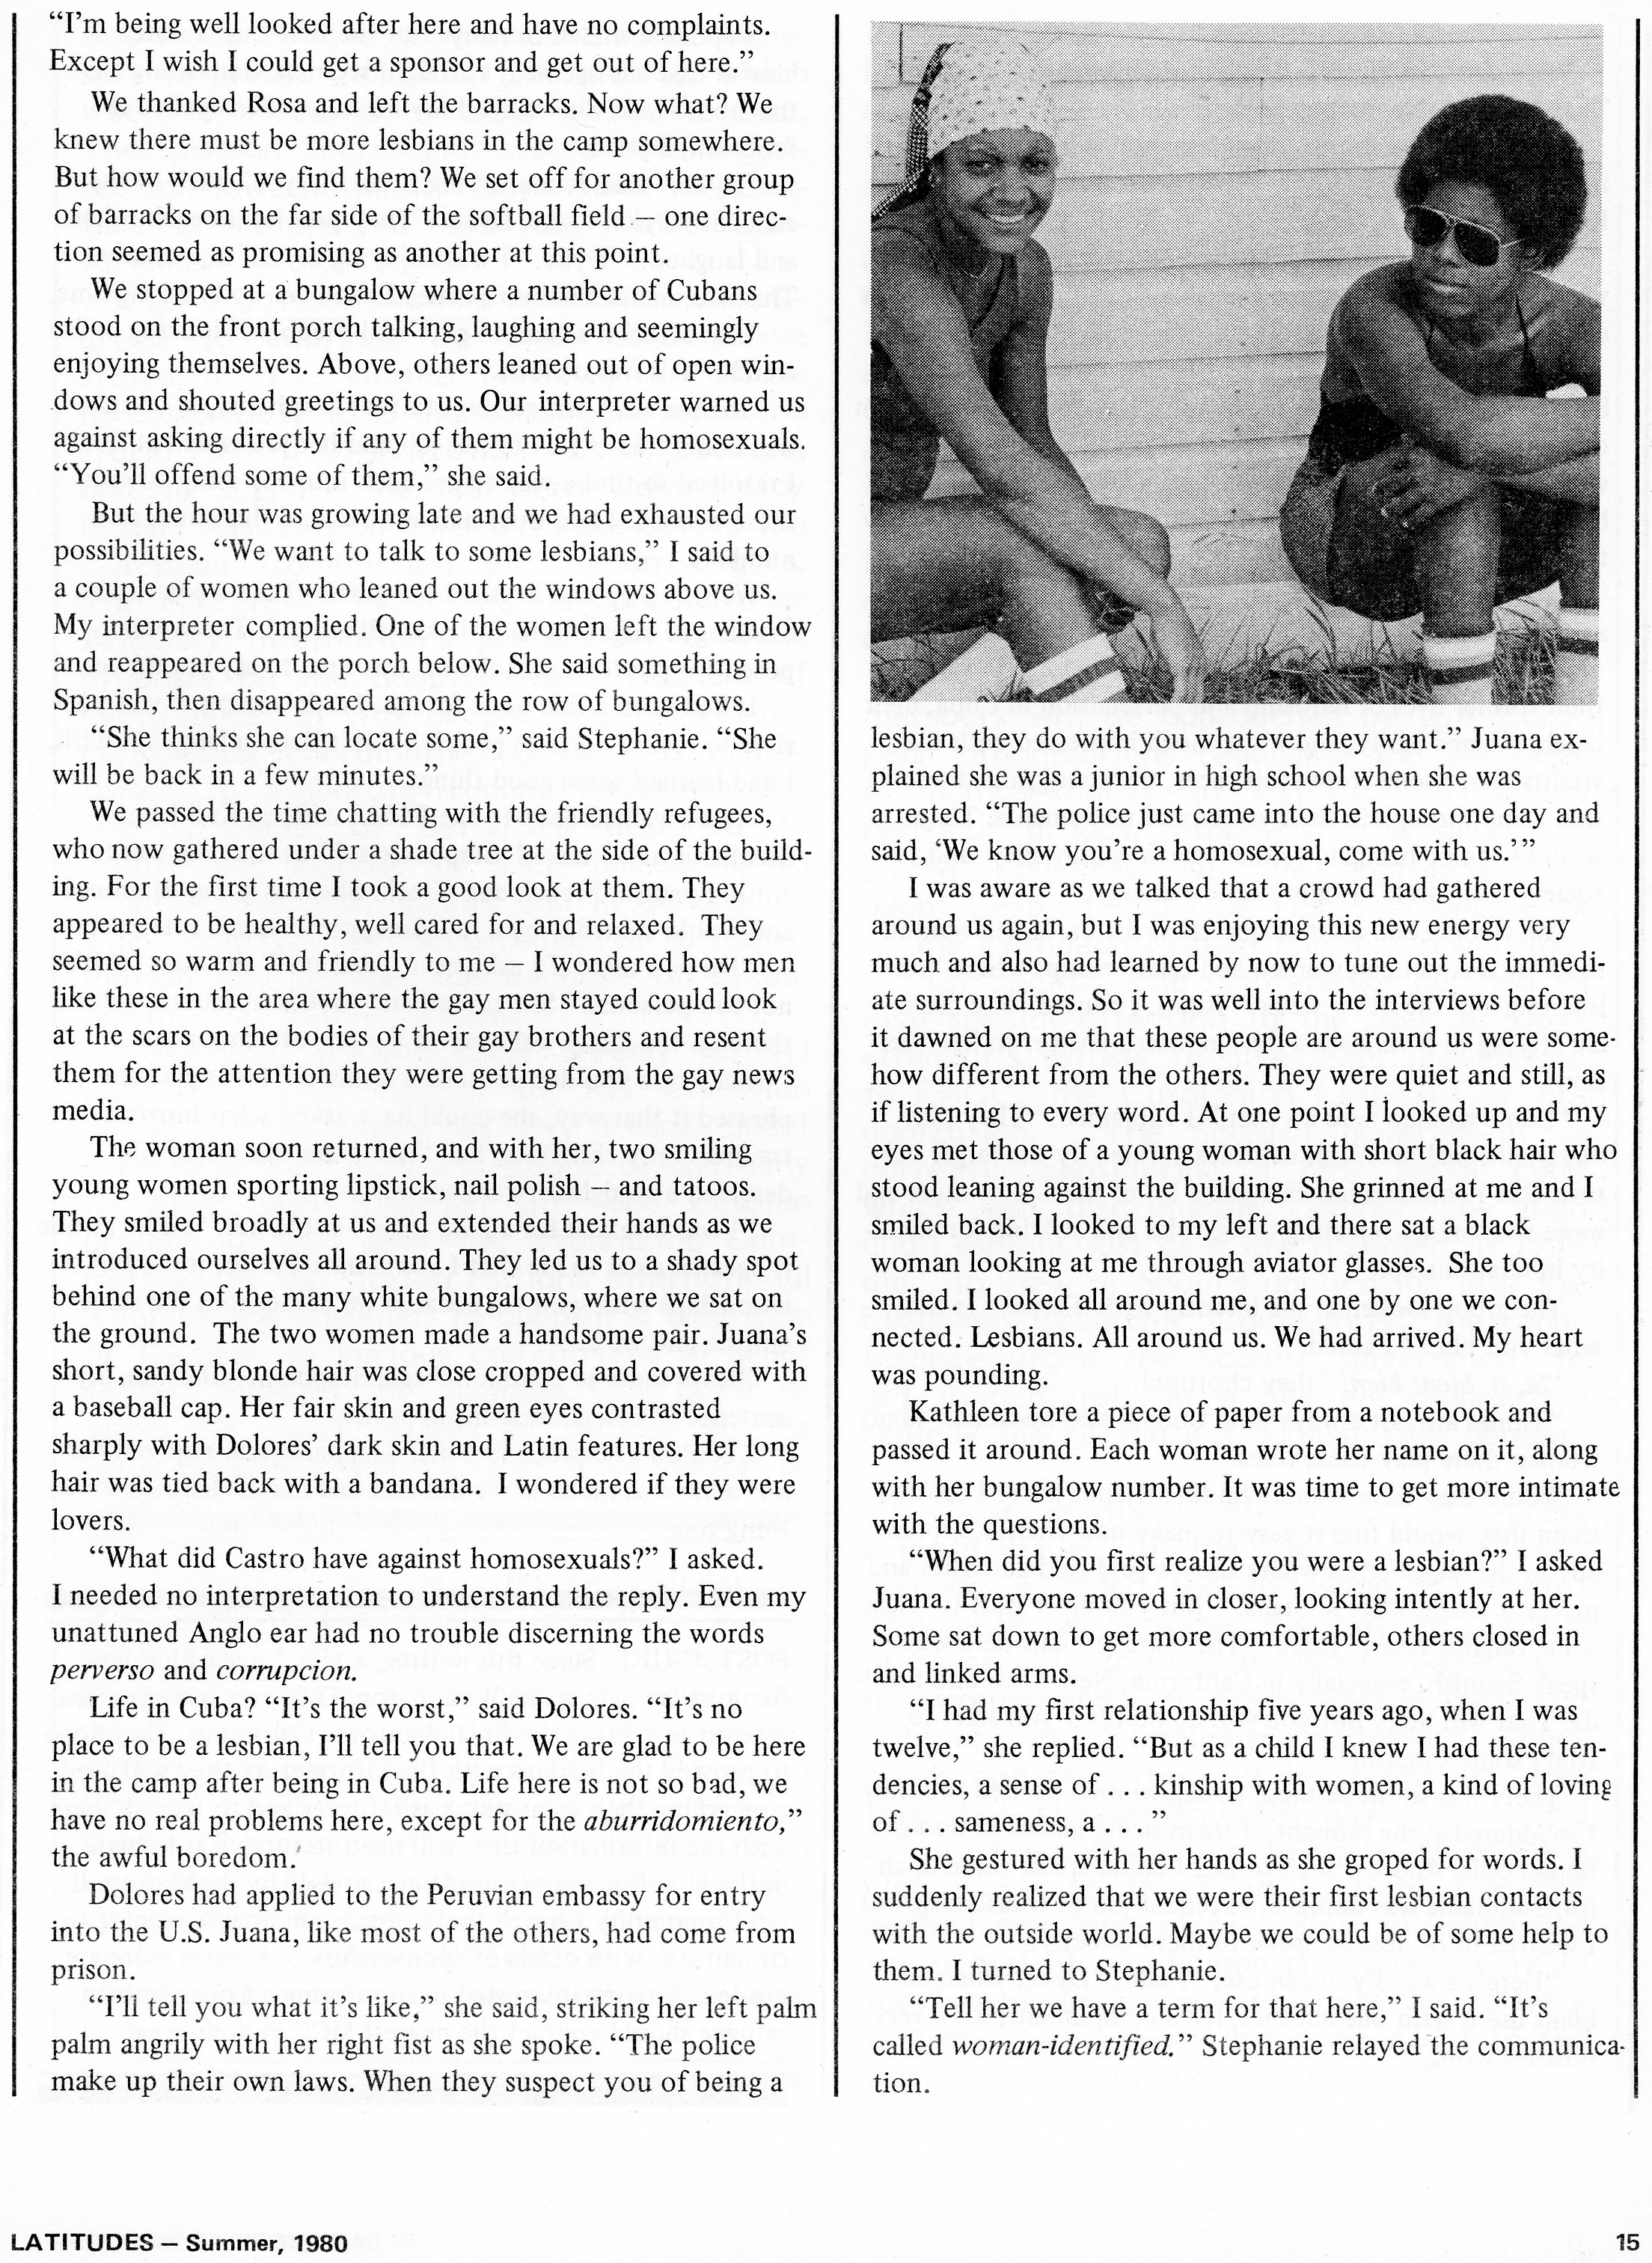 “I’m being well looked after here and have no complaints.
Except I wish I could get a sponsor and get out of here.”
We thanked Rosa and left the barracks. Now what? We
knew there must be more lesbians in the camp somewhere.
But how would we find them? We set off for another group
of barracks on the far side of the softball field — one direc-
tion seemed as promising as another at this point.
We stopped at a bungalow where a number of Cubans
stood on the front porch talking, laughing and seemingly
enjoying themselves. Above, others leaned out of open win-
dows and shouted greetings to us. Our interpreter warned us
against asking directly if any of them might be homosexuals.
“You’ll offend some of them,” she said.
But the hour was growing late and we had exhausted our
possibilities. “We want to talk to some lesbians,” I said to
a couple of women who leaned out the windows above us.
My interpreter complied. One of the women left the window
and reappeared on the porch below. She said something in
Spanish, then disappeared among the row of bungalows.
“She thinks she can locate some,” said Stephanie. “She
will be back in a few minutes.”
We passed the time chatting with the friendly refugees,
who now gathered under a shade tree at the side of the build-
ing. For the first time I took a good look at them. They
appeared to be healthy, well cared for and relaxed. They
seemed so warm and friendly to me — I wondered how men
like these in the area where the gay men stayed could look
at the scars on the bodies of their gay brothers and resent
them for the attention they were getting from the gay news
media.
The woman soon returned, and with her, two smiling
young women sporting lipstick, nail polish — and tatoos.
They smiled broadly at us and extended their hands as we
introduced ourselves all around. They led us to a shady spot
behind one of the many white bungalows, where we sat on
the ground. The two women made a handsome pair. Juana’s
short, sandy blonde hair was close cropped and covered with
a baseball cap. Her fair skin and green eyes contrasted
sharply with Dolores’ dark skin and Latin features. Her long
hair was tied back with a bandana. I wondered if they were
lovers.
“What did Castro have against homosexuals?” I asked.
I needed no interpretation to understand the reply. Even my
unattuned Anglo ear had no trouble discerning the words
perverso and corrupcion.
Life in Cuba? “It’s the worst,” said Dolores. “It’s no
place to be a lesbian, I’ll tell you that. We are glad to be here
in the camp after being in Cuba. Life here is not so bad, we
have no real problems here, except for the aburridomiento,”
the awful boredom.
Dolores had applied to the Peruvian embassy for entry
into the U.S. Juana, like most of the others, had come from
prison.
“I’ll tell you what it’s like,” she said, striking her left palm
palm angrily with her right fist as she spoke. “The police
make up their own laws. When they suspect you of being a
lesbian, they do with you whatever they want.” Juana ex-
plained she was a junior in high school when she was
arrested. “The police just came into the house one day and
said, ‘We know you’re a homosexual, come with us.’”
I was aware as we talked that a crowd had gathered
around us again, but I was enjoying this new energy very
much and also had learned by now to tune out the immedi-
ate surroundings. So it was well into the interviews before
it dawned on me that these people are around us were some-
how different from the others. They were quiet and still, as
if listening to every word. At one point I looked up and my
eyes met those of a young woman with short black hair who
stood leaning against the building. She grinned at me and I
smiled back. I looked to my left and there sat a black
woman looking at me through aviator glasses. She too
smiled. I looked all around me, and one by one we con-
nected. Lesbians. All around us. We had arrived. My heart
was pounding.
Kathleen tore a piece of paper from a notebook and
passed it around. Each woman wrote her name on it, along
with her bungalow number. It was time to get more intimate
with the questions.
“When did you first realize you were a lesbian?” I asked
Juana. Everyone moved in closer, looking intently at her.
Some sat down to get more comfortable, others closed in
and linked arms.
“I had my first relationship five years ago, when I was
twelve,” she replied. “But as a child I knew I had these ten-
dencies, a sense of . . . kinship with women, a kind of loving
of . . . sameness, a . . . ”
She gestured with her hands as she groped for words. I
suddenly realized that we were their first lesbian contacts
with the outside world. Maybe we could be of some help to
them. I turned to Stephanie.
“Tell her we have a term for that here,” I said. “It’s
called woman-identified.” Stephanie relayed the communica-
tion.
LATITUDES — Summer, 1980
15